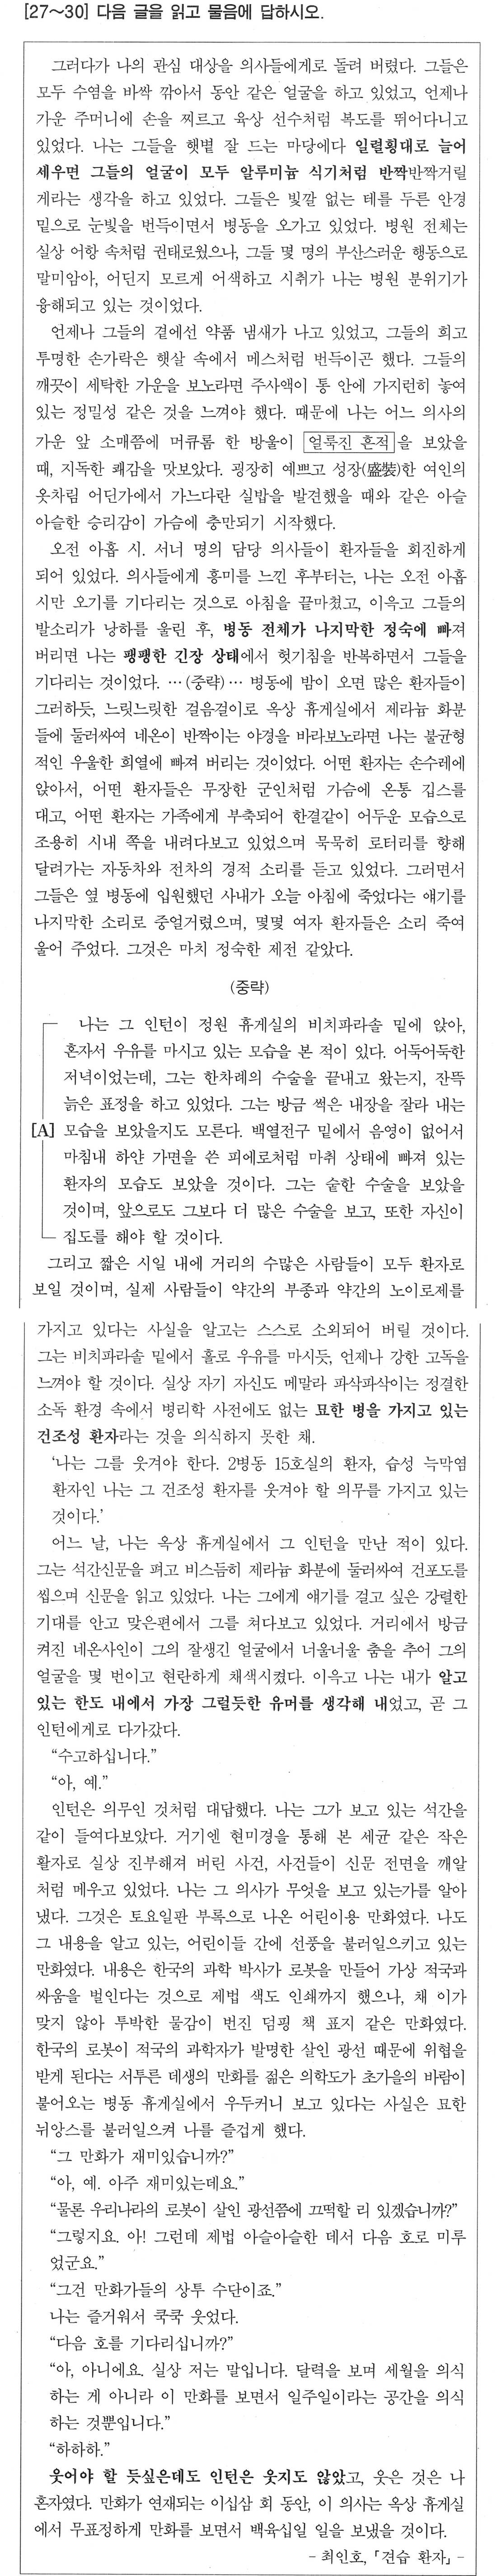 [27～30] 다음 글을 읽고 물음에 답하시오.
그러다가 나의 관심 대상을 의사들에게로 돌려 버렸다. 그들은
모두 수염을 바짝 깎아서 동안 같은 얼굴을 하고 있었고, 언제나
가운 주머니에 손을 찌르고 육상 선수처럼 복도를 뛰어다니고
있었다. 나는 그들을 햇볕 잘 드는 마당에다 일렬횡대로 늘어
세우면 그들의 얼굴이 모두 알루미늄 식기처럼 반짝반짝거릴
게라는 생각을 하고 있었다. 그들은 빛깔 없는 테를 두른 안경
밑으로 눈빛을 번득이면서 병동을 오가고 있었다. 병원 전체는
실상 어항 속처럼 권태로웠으나, 그들 몇 명의 부산스러운 행동으로
말미암아, 어딘지 모르게 어색하고 시취가 나는 병원 분위기가
융해되고 있는 것이었다.
언제나 그들의 곁에선 약품 냄새가 나고 있었고, 그들의 희고
투명한 손가락은 햇살 속에서 메스처럼 번득이곤 했다. 그들의
깨끗이 세탁한 가운을 보노라면 주사액이 통 안에 가지런히 놓여
있는 정밀성 같은 것을 느껴야 했다. 때문에 나는 어느 의사의
가운 앞 소매쯤에 머큐롬 한 방울이 얼룩진 흔적을 보았을
때, 지독한 쾌감을 맛보았다. 굉장히 예쁘고 성장(盛裝)한 여인의
옷차림 어딘가에서 가느다란 실밥을 발견했을 때와 같은 아슬
아슬한 승리감이 가슴에 충만되기 시작했다.
오전 아홉 시. 서너 명의 담당 의사들이 환자들을 회진하게
되어 있었다. 의사들에게 흥미를 느낀 후부터는, 나는 오전 아홉
시만 오기를 기다리는 것으로 아침을 끝마쳤고, 이윽고 그들의
발소리가 낭하를 울린 후, 병동 전체가 나지막한 정숙에 빠져
버리면 나는 팽팽한 긴장 상태에서 헛기침을 반복하면서 그들을
기다리는 것이었다. …(중략)… 병동에 밤이 오면 많은 환자들이
그러하듯, 느릿느릿한 걸음걸이로 옥상 휴게실에서 제라늄 화분
들에 둘러싸여 네온이 반짝이는 야경을 바라보노라면 나는 불균형
적인 우울한 희열에 빠져 버리는 것이었다. 어떤 환자는 손수레에
앉아서, 어떤 환자들은 무장한 군인처럼 가슴에 온통 깁스를
대고, 어떤 환자는 가족에게 부축되어 한결같이 어두운 모습으로
조용히 시내 쪽을 내려다보고 있었으며 묵묵히 로터리를 향해
달려가는 자동차와 전차의 경적 소리를 듣고 있었다. 그러면서
그들은 옆 병동에 입원했던 사내가 오늘 아침에 죽었다는 얘기를
나지막한 소리로 중얼거렸으며, 몇몇 여자 환자들은 소리 죽여
울어 주었다. 그것은 마치 정숙한 제전 같았다.
(중략)
나는 그 인턴이 정원 휴게실의 비치파라솔 밑에 앉아,
혼자서 우유를 마시고 있는 모습을 본 적이 있다. 어둑어둑한
저녁이었는데, 그는 한차례의 수술을 끝내고 왔는지, 잔뜩
늙은 표정을 하고 있었다. 그는 방금 썩은 내장을 잘라 내는
[A] 모습을 보았을지도 모른다. 백열전구 밑에서 음영이 없어서
마침내 하얀 가면을 쓴 피에로처럼 마취 상태에 빠져 있는
환자의 모습도 보았을 것이다. 그는 숱한 수술을 보았을
것이며, 앞으로도 그보다 더 많은 수술을 보고, 또한 자신이
집도를 해야 할 것이다.
그리고 짧은 시일 내에 거리의 수많은 사람들이 모두 환자로
보일 것이며, 실제 사람들이 약간의 부종과 약간의 노이로제를
가지고 있다는 사실을 알고는 스스로 소외되어 버릴 것이다.
그는 비치파라솔 밑에서 홀로 우유를 마시듯, 언제나 강한 고독을
느껴야 할 것이다. 실상 자기 자신도 메말라 파삭파삭이는 정결한
소독 환경 속에서 병리학 사전에도 없는 묘한 병을 가지고 있는
건조성 환자라는 것을 의식하지 못한 채.
‘나는 그를 웃겨야 한다. 2병동 15호실의 환자, 습성 늑막염
환자인 나는 그 건조성 환자를 웃겨야 할 의무를 가지고 있는
것이다.’
어느 날, 나는 옥상 휴게실에서 그 인턴을 만난 적이 있다.
그는 석간신문을 펴고 비스듬히 제라늄 화분에 둘러싸여 건포도를
씹으며 신문을 읽고 있었다. 나는 그에게 얘기를 걸고 싶은 강렬한
기대를 안고 맞은편에서 그를 쳐다보고 있었다. 거리에서 방금
켜진 네온사인이 그의 잘생긴 얼굴에서 너울너울 춤을 추어 그의
얼굴을 몇 번이고 현란하게 채색시켰다. 이윽고 나는 내가 알고
있는 한도 내에서 가장 그럴듯한 유머를 생각해 내었고, 곧 그
인턴에게로 다가갔다.
“수고하십니다.”
“아, 예.”
인턴은 의무인 것처럼 대답했다. 나는 그가 보고 있는 석간을
같이 들여다보았다. 거기엔 현미경을 통해 본 세균 같은 작은
활자로 실상 진부해져 버린 사건, 사건들이 신문 전면을 깨알
처럼 메우고 있었다. 나는 그 의사가 무엇을 보고 있는가를 알아
냈다. 그것은 토요일판 부록으로 나온 어린이용 만화였다. 나도
그 내용을 알고 있는, 어린이들 간에 선풍을 불러일으키고 있는
만화였다. 내용은 한국의 과학 박사가 로봇을 만들어 가상 적국과
싸움을 벌인다는 것으로 제법 색도 인쇄까지 했으나, 채 이가
맞지 않아 투박한 물감이 번진 덤핑 책 표지 같은 만화였다.
한국의 로봇이 적국의 과학자가 발명한 살인 광선 때문에 위협을
받게 된다는 서투른 데생의 만화를 젊은 의학도가 초가을의 바람이
불어오는 병동 휴게실에서 우두커니 보고 있다는 사실은 묘한
뉘앙스를 불러일으켜 나를 즐겁게 했다.
“그 만화가 재미있습니까?”
“아, 예. 아주 재미있는데요.”
“물론 우리나라의 로봇이 살인 광선쯤에 끄떡할 리 있겠습니까?”
“그렇지요. 아! 그런데 제법 아슬아슬한 데서 다음 호로 미루
었군요.”
“그건 만화가들의 상투 수단이죠.”
나는 즐거워서 쿡쿡 웃었다.
“다음 호를 기다리십니까?”
“아, 아니에요. 실상 저는 말입니다. 달력을 보며 세월을 의식
하는 게 아니라 이 만화를 보면서 일주일이라는 공간을 의식
하는 것뿐입니다.”
“하하하.”
웃어야 할 듯싶은데도 인턴은 웃지도 않았고, 웃은 것은 나
혼자였다. 만화가 연재되는 이십삼 회 동안, 이 의사는 옥상 휴게실
에서 무표정하게 만화를 보면서 백육십일 일을 보냈을 것이다.
- 최인호, 「견습 환자」 -